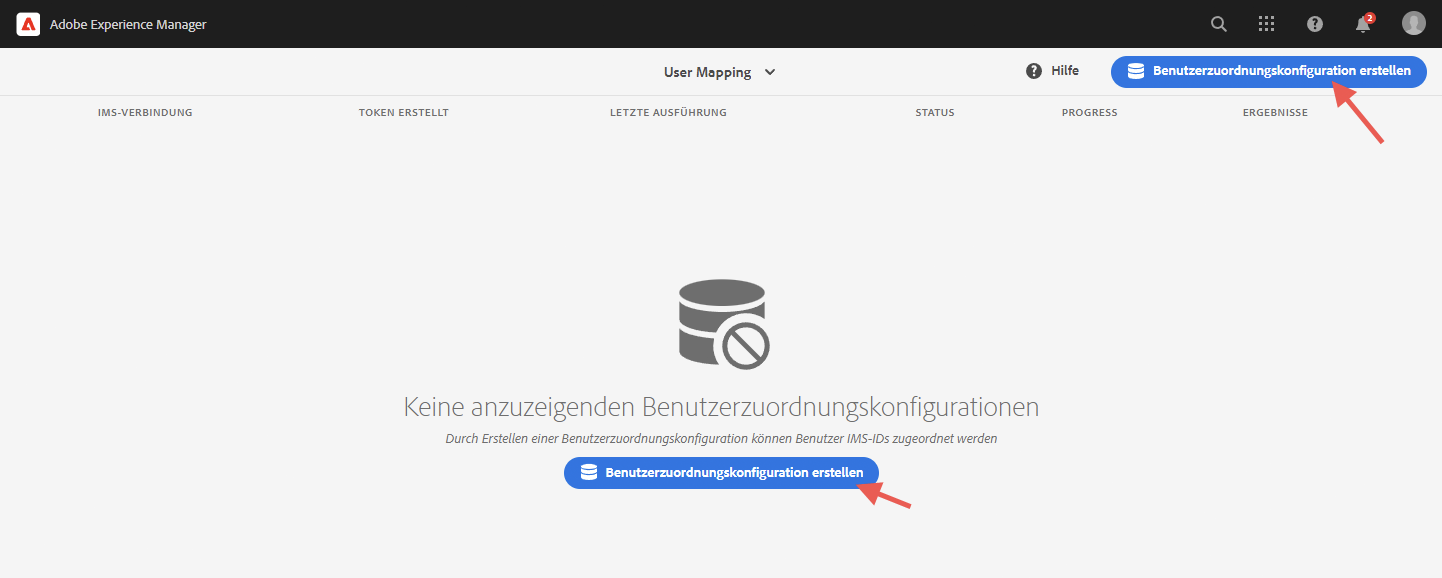 Adobe Experience Manager
2
User Mapping
Hilfe
Benutzerzuordnungskonfiguration erstellen
IMS-VERBINDUNG TOKEN ERSTELLT LETZTE AUSFÜHRUNG STATUS PROGRESS ERGEBNISSE
Keine anzuzeigenden Benutzerzuordnungskonfigurationen
Durch Erstellen einer Benutzerzuordnungskonfiguration können Benutzer IMS-IDs zugeordnet werden
Benutzerzuordnungskonfiguration erstellen